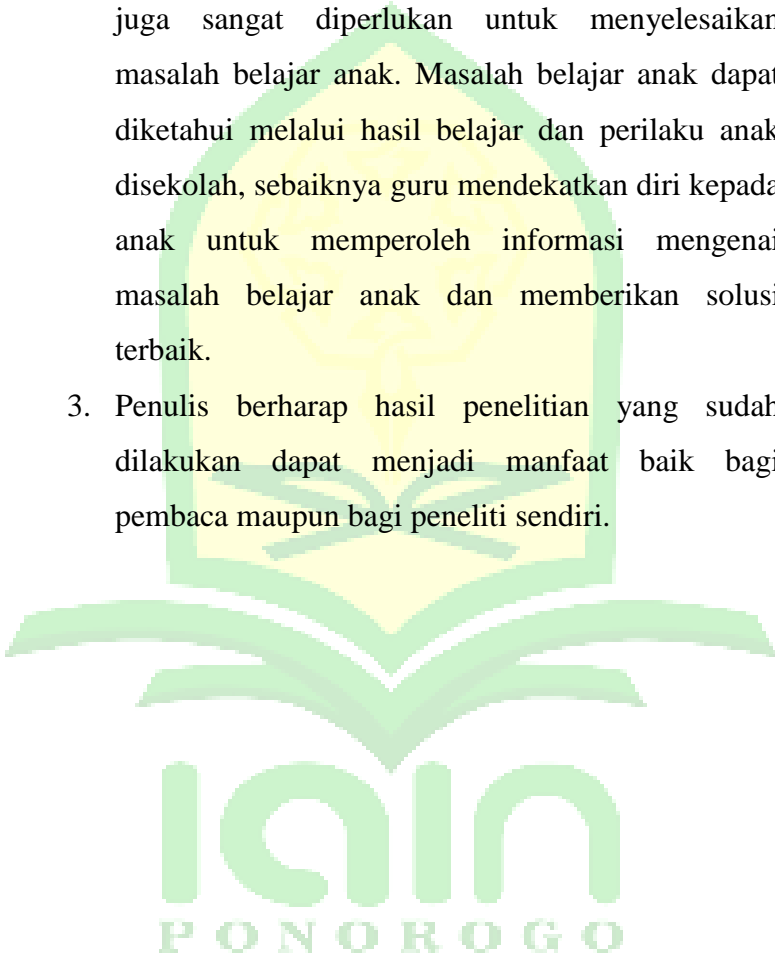 juga sangat diperlukan untuk menyelesaikan
masalah belajar anak. Masalah belajar anak dapat
diketahui melalui hasil belajar dan perilaku anak
disekolah, sebaiknya guru mendekatkan diri kepada
anak untuk memperoleh informasi mengenai
masalah belajar anak dan memberikan solusi
terbaik.
3. Penulis berharap hasil penelitian yang sudah
dilakukan dapat menjadi manfaat baik bagi
pembaca maupun bagi peneliti sendiri.
iain
PONOROGO